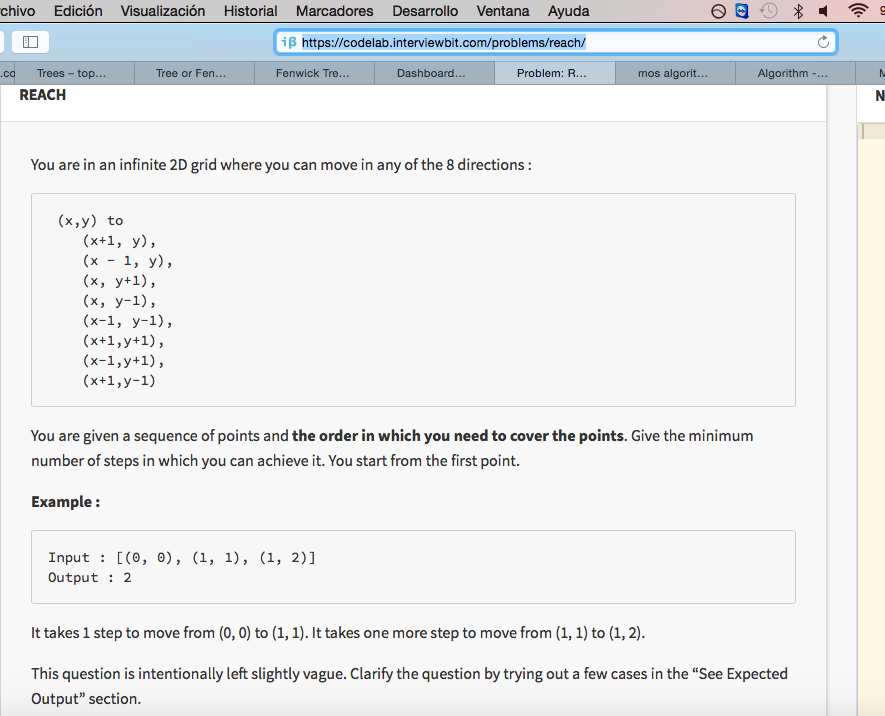 chivo Edición Visualización Historial Marcadores Desarrollo Ventana Ayuda
iβ https://codelab.interviewbit.com/problems/reach/
.co Trees – top... Tree or Fen... Fenwick Tre... Dashboard... Problem: R... mos algorit... Algorithm -... M
REACH
N
You are in an infinite 2D grid where you can move in any of the 8 directions :
(x,y) to
(x+1, y),
(x - 1, y),
(x, y+1),
(x, y-1),
(x-1, y-1),
(x+1,y+1),
(x-1,y+1),
(x+1,y-1)
You are given a sequence of points and the order in which you need to cover the points. Give the minimum
number of steps in which you can achieve it. You start from the first point.
Example :
Input : [(0, 0), (1, 1), (1, 2)]
Output : 2
It takes 1 step to move from (0, 0) to (1, 1). It takes one more step to move from (1, 1) to (1, 2).
This question is intentionally left slightly vague. Clarify the question by trying out a few cases in the “See Expected
Output” section.